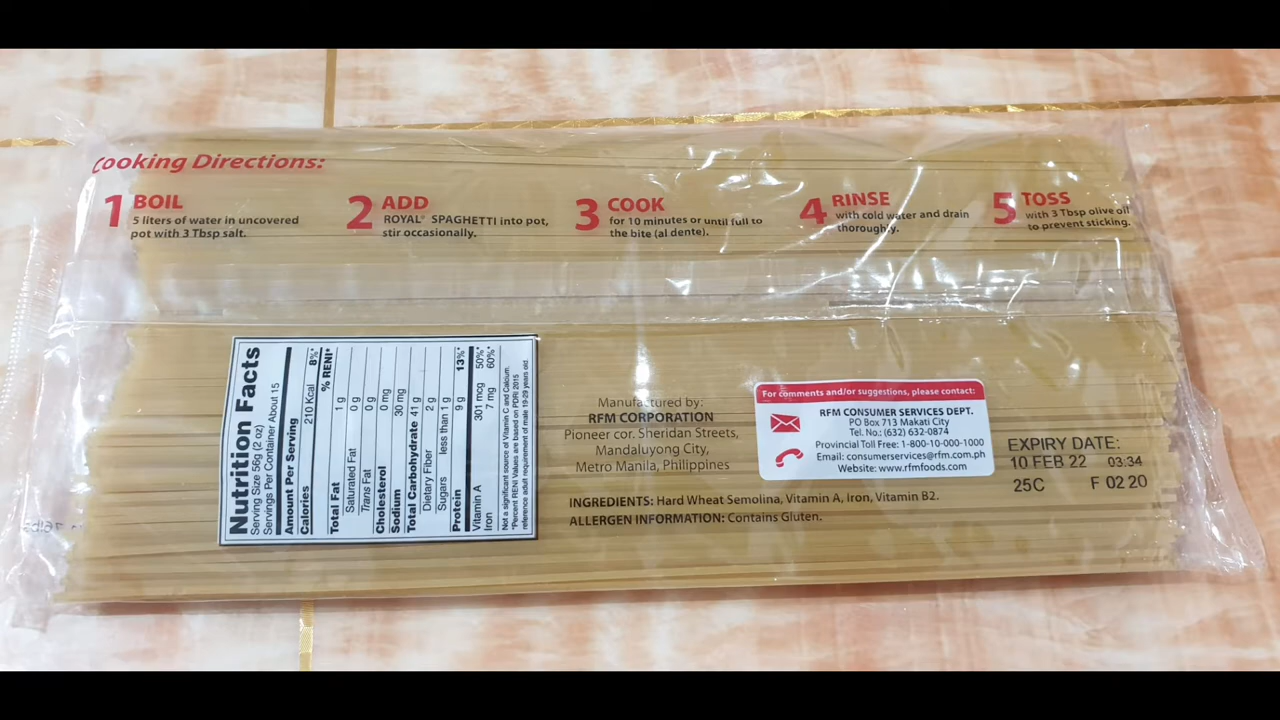 Cooking Directions:
1 BOIL
5 liters of water in uncovered
pot with 3 Tbsp salt.
2 ADD
ROYAL® SPAGHETTI into pot,
stir occasionally.
3 COOK
for 10 minutes or until full to
the bite (al dente).
4 RINSE
with cold water and drain
thoroughly.
5 TOSS
with 3 Tbsp olive oil
to prevent sticking.
Nutrition Facts
Serving Size 56g (2 oz)
Servings Per Container About 15
Amount Per Serving
Calories 210 Kcal 8%*
% RENI*
Total Fat 1 g
Saturated Fat 0 g
Trans Fat 0 g
Cholesterol 0 mg
Sodium 30 mg
Total Carbohydrate 41 g
Dietary Fiber 2 g
Sugars less than 1 g
Protein 9 g 13%*
Vitamin A 301 mcg 50%*
Iron 7 mg 60%*
Not a significant source of Vitamin C and Calcium.
*Percent RENI Values are based on PDRI 2015
reference adult requirement of male 19-29 years old.
Manufactured by:
RFM CORPORATION
Pioneer cor. Sheridan Streets,
Mandaluyong City,
Metro Manila, Philippines
For comments and/or suggestions, please contact:
RFM CONSUMER SERVICES DEPT.
PO Box 713 Makati City
Tel. No.: (632) 632-0874
Provincial Toll Free: 1-800-10-000-1000
Email: consumerservices@rfm.com.ph
Website: www.rfmfoods.com
EXPIRY DATE:
10 FEB 22 03:34
25C F 02 20
INGREDIENTS: Hard Wheat Semolina, Vitamin A, Iron, Vitamin B2.
ALLERGEN INFORMATION: Contains Gluten.